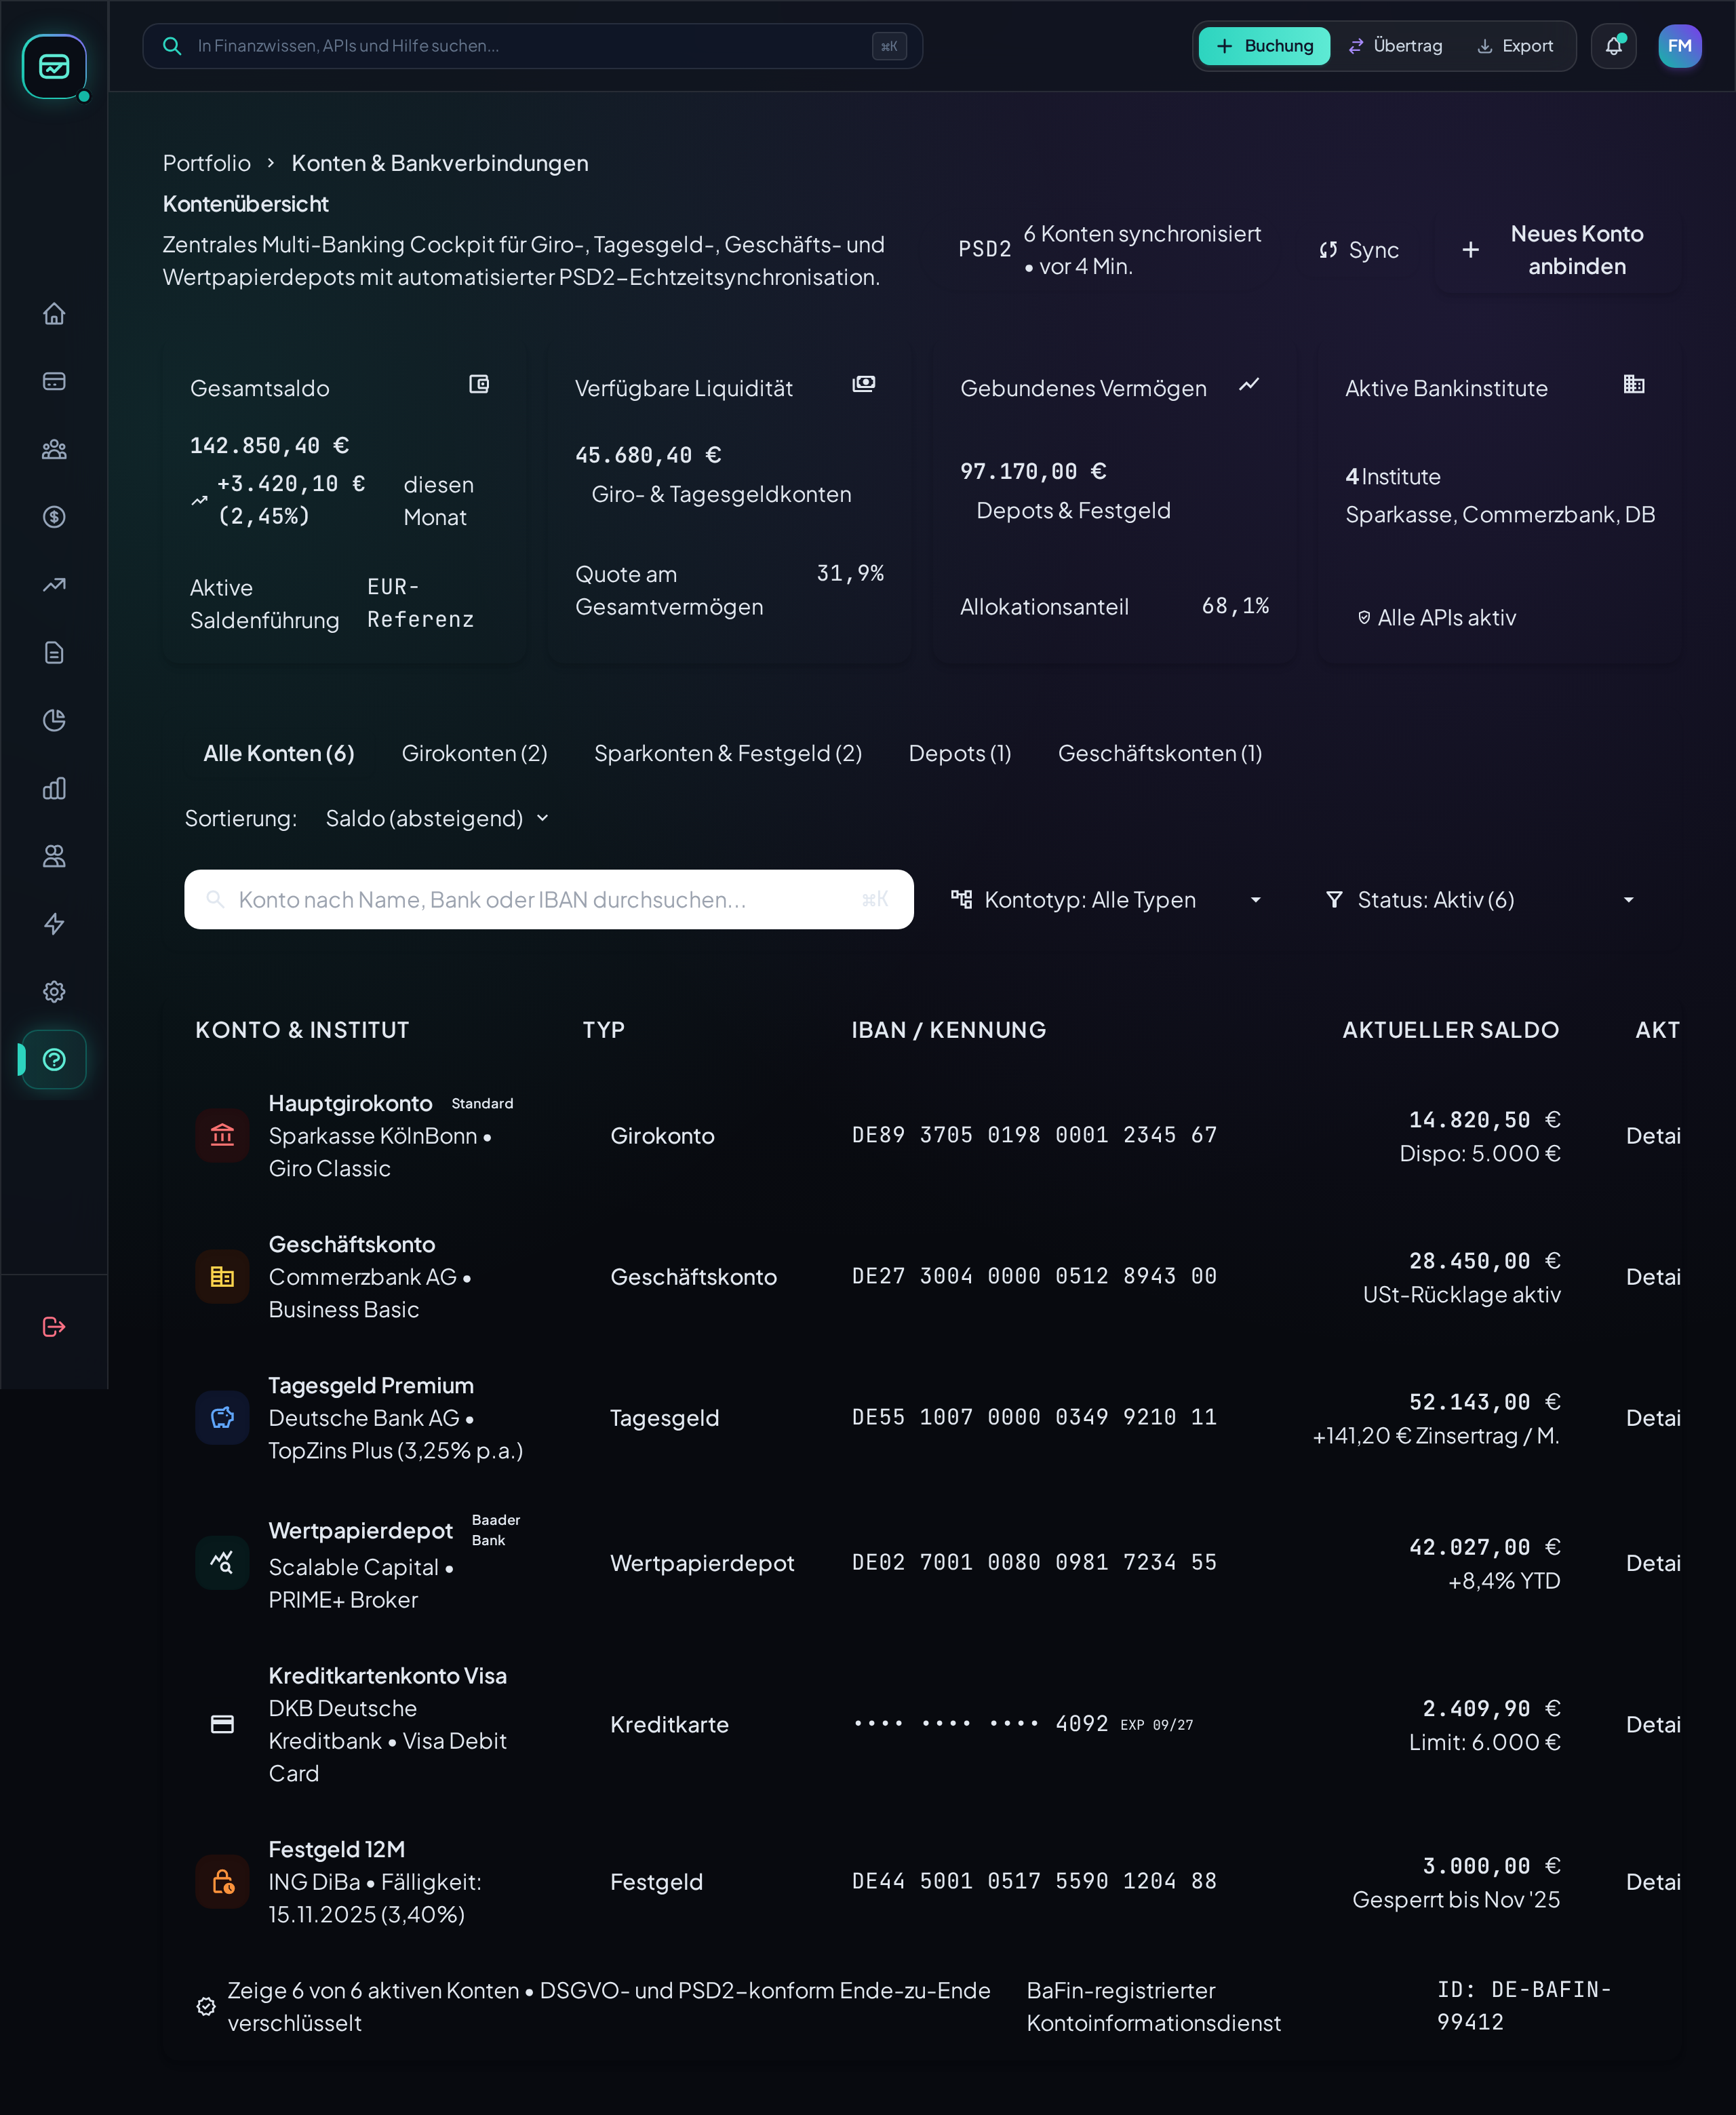 In Finanzwissen, APIs und Hilfe suchen...
⌘K
Buchung
Übertrag
Export
FM
Portfolio
Konten & Bankverbindungen
Kontenübersicht
Zentrales Multi-Banking Cockpit für Giro-, Tagesgeld-, Geschäfts- und
Wertpapierdepots mit automatisierter PSD2-Echtzeitsynchronisation.
PSD2
6 Konten synchronisiert
• vor 4 Min.
Sync
Neues Konto
anbinden
Gesamtsaldo
142.850,40 €
+3.420,10 €
(2,45%)
diesen
Monat
Aktive
Saldenführung
EUR-
Referenz
Verfügbare Liquidität
45.680,40 €
Giro- & Tagesgeldkonten
Quote am
Gesamtvermögen
31,9%
Gebundenes Vermögen
97.170,00 €
Depots & Festgeld
Allokationsanteil
68,1%
Aktive Bankinstitute
4 Institute
Sparkasse, Commerzbank, DB
Alle APIs aktiv
Alle Konten (6)
Girokonten (2)
Sparkonten & Festgeld (2)
Depots (1)
Geschäftskonten (1)
Sortierung:
Saldo (absteigend)
Konto nach Name, Bank oder IBAN durchsuchen...
⌘K
Kontotyp: Alle Typen
Status: Aktiv (6)
KONTO & INSTITUT
TYP
IBAN / KENNUNG
AKTUELLER SALDO
AKT
Hauptgirokonto
Standard
Sparkasse KölnBonn •
Giro Classic
Girokonto
DE89 3705 0198 0001 2345 67
14.820,50 €
Dispo: 5.000 €
Detai
Geschäftskonto
Commerzbank AG •
Business Basic
Geschäftskonto
DE27 3004 0000 0512 8943 00
28.450,00 €
USt-Rücklage aktiv
Detai
Tagesgeld Premium
Deutsche Bank AG •
TopZins Plus (3,25% p.a.)
Tagesgeld
DE55 1007 0000 0349 9210 11
52.143,00 €
+141,20 € Zinsertrag / M.
Detai
Wertpapierdepot
Baader
Bank
Scalable Capital •
PRIME+ Broker
Wertpapierdepot
DE02 7001 0080 0981 7234 55
42.027,00 €
+8,4% YTD
Detai
Kreditkartenkonto Visa
DKB Deutsche
Kreditbank • Visa Debit
Card
Kreditkarte
•••• •••• •••• 4092 EXP 09/27
2.409,90 €
Limit: 6.000 €
Detai
Festgeld 12M
ING DiBa • Fälligkeit:
15.11.2025 (3,40%)
Festgeld
DE44 5001 0517 5590 1204 88
3.000,00 €
Gesperrt bis Nov '25
Detai
Zeige 6 von 6 aktiven Konten • DSGVO- und PSD2-konform Ende-zu-Ende
verschlüsselt
BaFin-registrierter
Kontoinformationsdienst
ID: DE-BAFIN-
99412